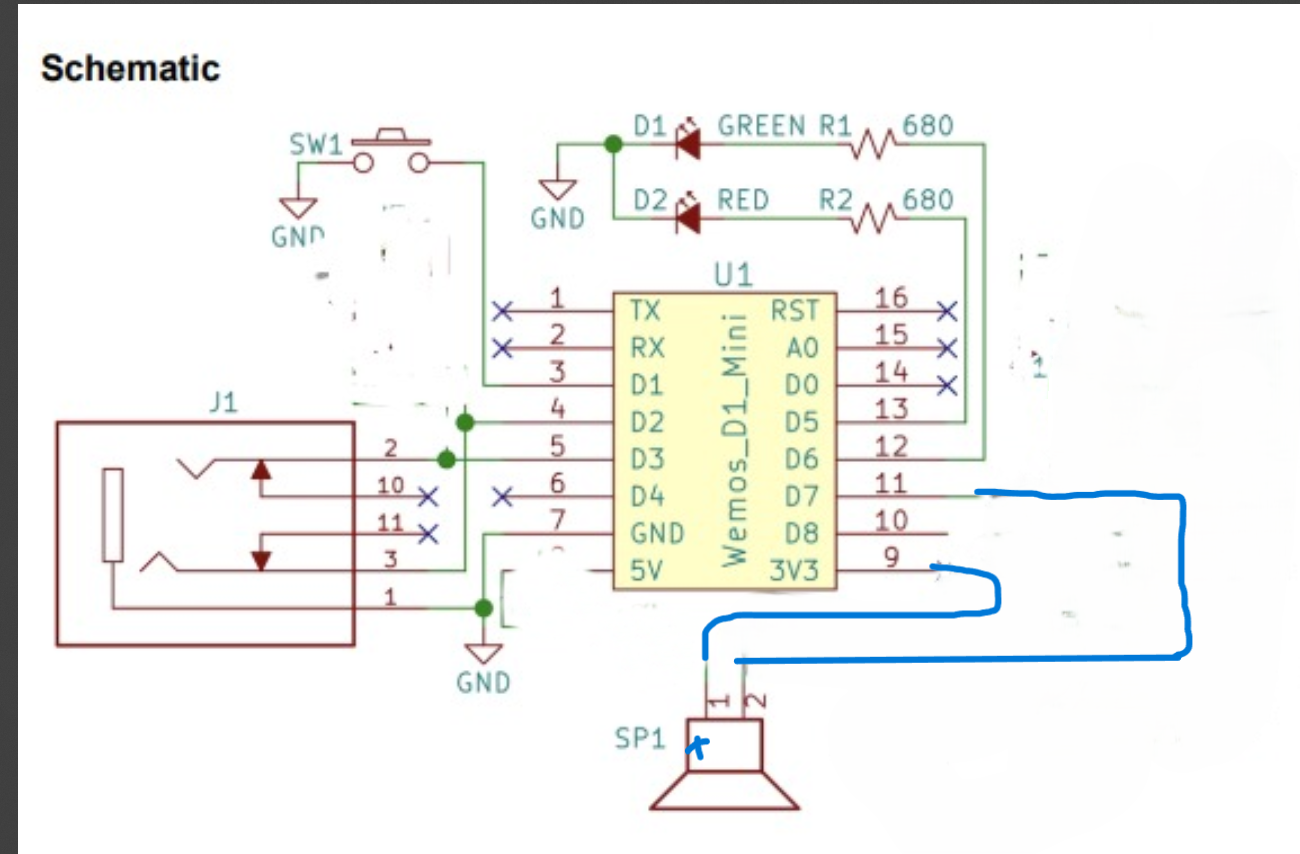 Schematic
D1 GREEN R1 680
SW1
D2 RED R2 680
GND
GND
U1
1 TX RST 16
2 RX A0 15
3 D1 D0 14
J1
4 D2 D5 13
2 5 D3 D6 12
10 6 D4 D7 11
11 7 GND D8 10
3 5V 3V3 9
Wemos_D1_Mini
1
GND
1 2
SP1